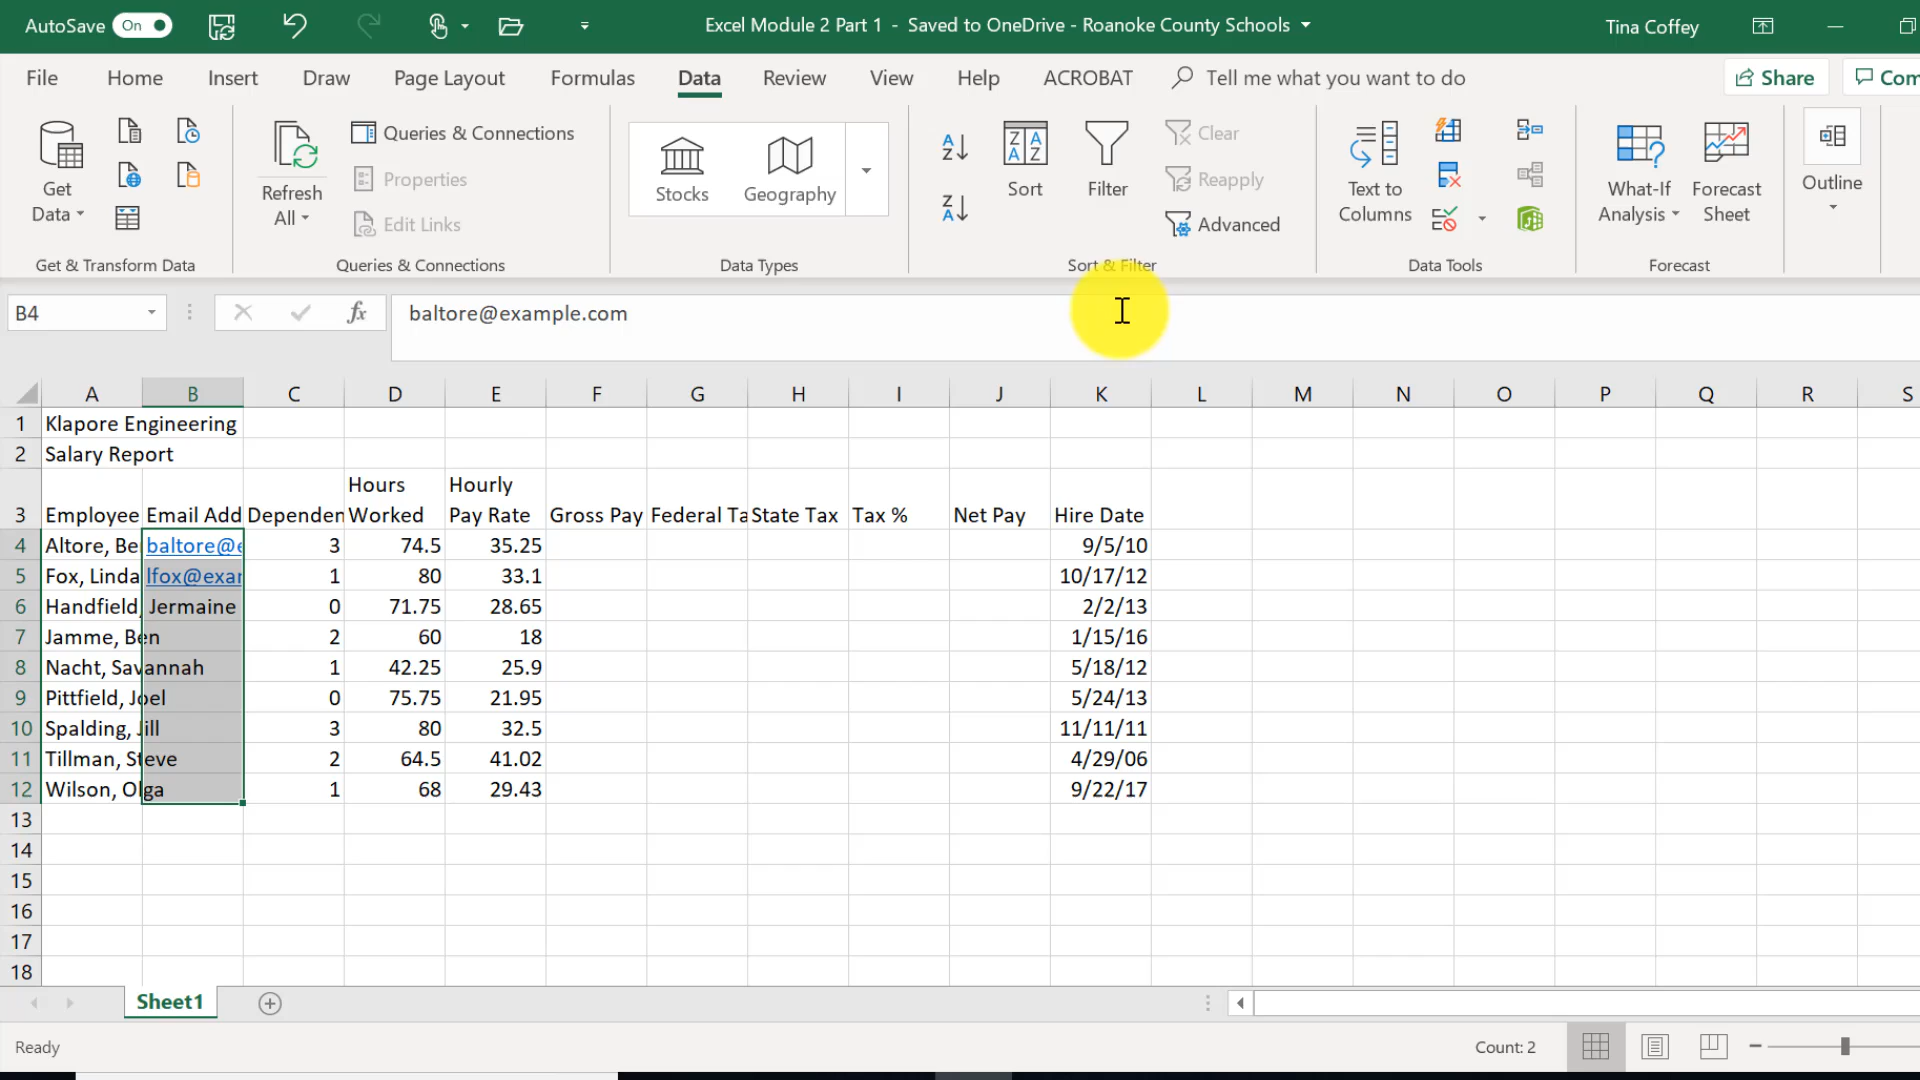 AutoSave On Excel Module 2 Part 1 - Saved to OneDrive - Roanoke County Schools Tina Coffey
File Home Insert Draw Page Layout Formulas Data Review View Help ACROBAT Tell me what you want to do Share Com
Get Data
Refresh All
Queries & Connections
Properties
Edit Links
Stocks
Geography
Sort
Filter
Clear
Reapply
Advanced
Text to Columns
What-If Analysis
Forecast Sheet
Outline
Get & Transform Data Queries & Connections Data Types Sort & Filter Data Tools Forecast
B4 fx baltore@example.com
A B C D E F G H I J K L M N O P Q R S
1 Klapore Engineering
2 Salary Report
Hours Hourly
3 Employee Email Add Dependen Worked Pay Rate Gross Pay Federal Ta State Tax Tax % Net Pay Hire Date
4 Altore, Be baltore@e 3 74.5 35.25 9/5/10
5 Fox, Linda lfox@exar 1 80 33.1 10/17/12
6 Handfield, Jermaine 0 71.75 28.65 2/2/13
7 Jamme, Ben 2 60 18 1/15/16
8 Nacht, Savannah 1 42.25 25.9 5/18/12
9 Pittfield, Joel 0 75.75 21.95 5/24/13
10 Spalding, Jill 3 80 32.5 11/11/11
11 Tillman, Steve 2 64.5 41.02 4/29/06
12 Wilson, Olga 1 68 29.43 9/22/17
13
14
15
16
17
18
Sheet1
Ready Count: 2